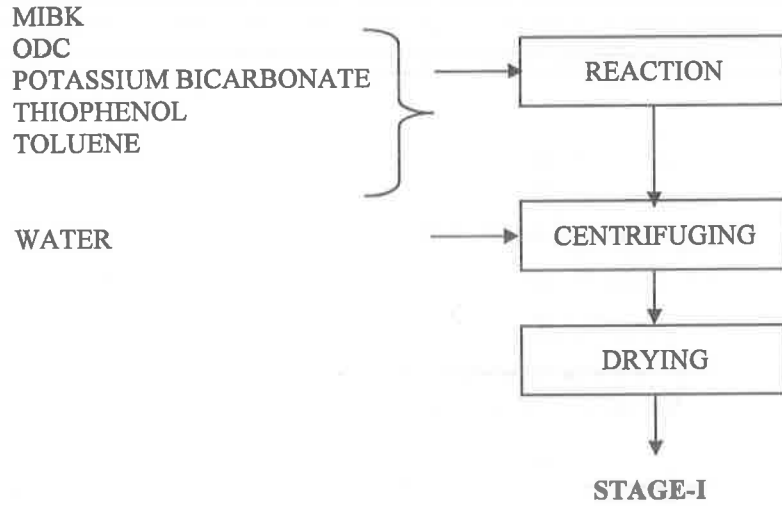 MIBK
ODC
POTASSIUM BICARBONATE
THIOPHENOL
TOLUENE
REACTION
WATER
CENTRIFUGING
DRYING
STAGE-I